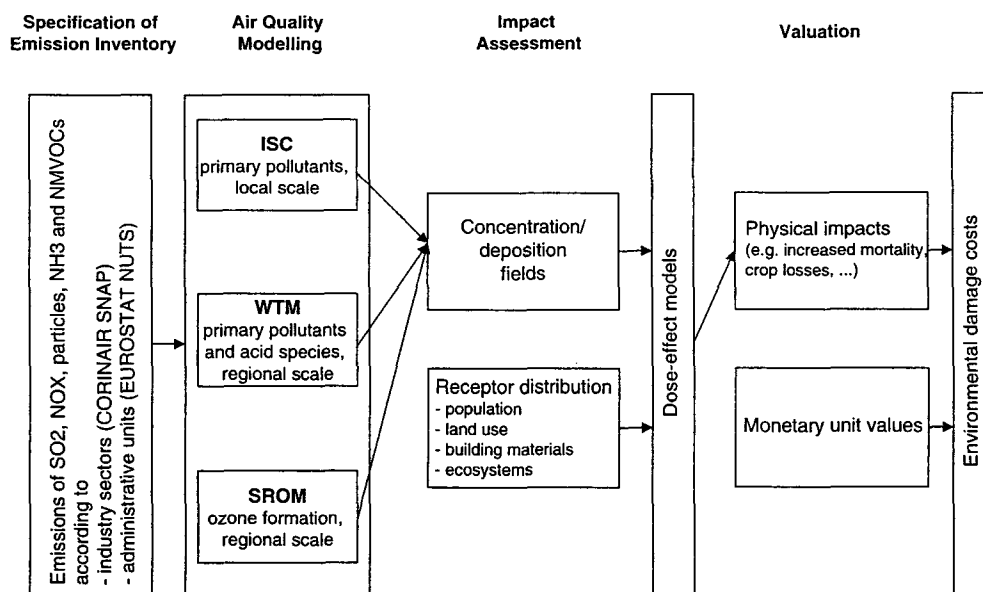 Specification of
Emission Inventory
Air Quality
Modelling
Impact
Assessment
Valuation
Emissions of SO2, NOX, particles, NH3 and NMVOCs
according to
- industry sectors (CORINAIR SNAP)
- administrative units (EUROSTAT NUTS)
ISC
primary pollutants,
local scale
WTM
primary pollutants
and acid species,
regional scale
SROM
ozone formation,
regional scale
Concentration/
deposition
fields
Receptor distribution
- population
- land use
- building materials
- ecosystems
Dose-effect models
Physical impacts
(e.g. increased mortality,
crop losses, ...)
Monetary unit values
Environmental damage costs